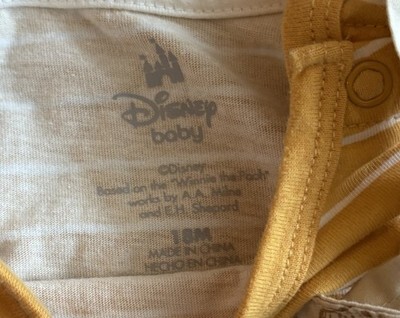 Disney
baby
©Disney
Based on the "Winnie the Pooh"
works by A.A. Milne
and E.H. Shepard
18M
MADE IN CHINA
HECHO EN CHINA